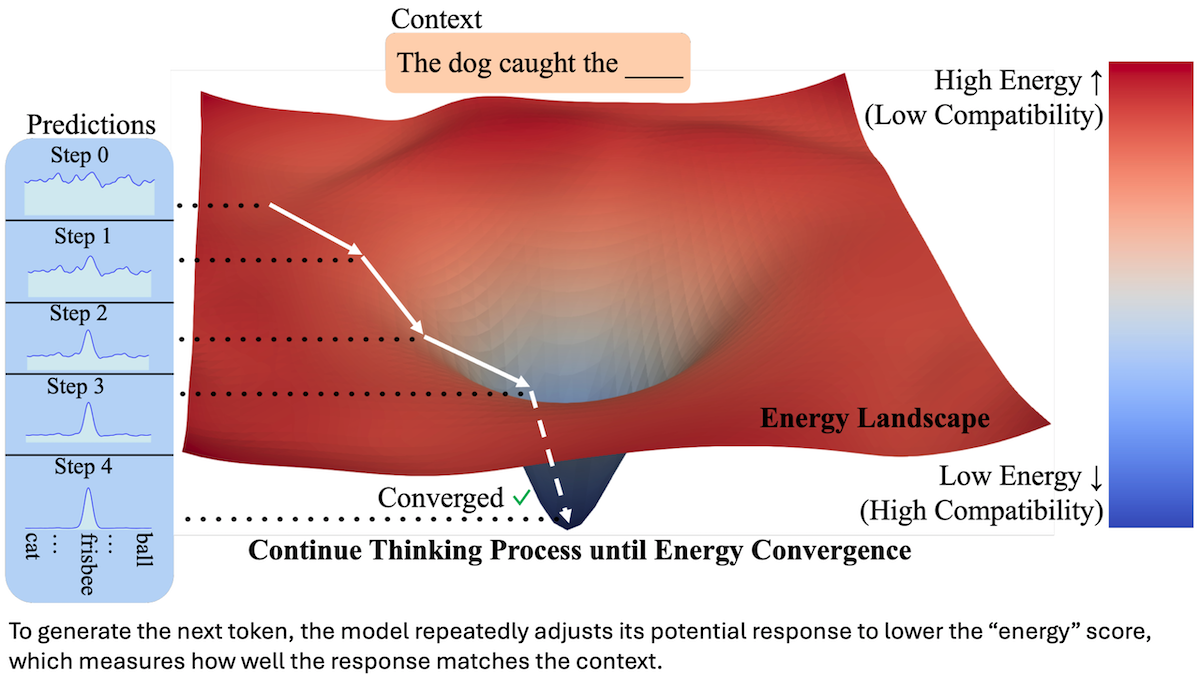 Context
The dog caught the ____
High Energy ↑
(Low Compatibility)
Predictions
Step 0
Step 1
Step 2
Step 3
Step 4
cat
...
frisbee
...
ball
Energy Landscape
Low Energy ↓
(High Compatibility)
Converged ✓
Continue Thinking Process until Energy Convergence
To generate the next token, the model repeatedly adjusts its potential response to lower the “energy” score,
which measures how well the response matches the context.